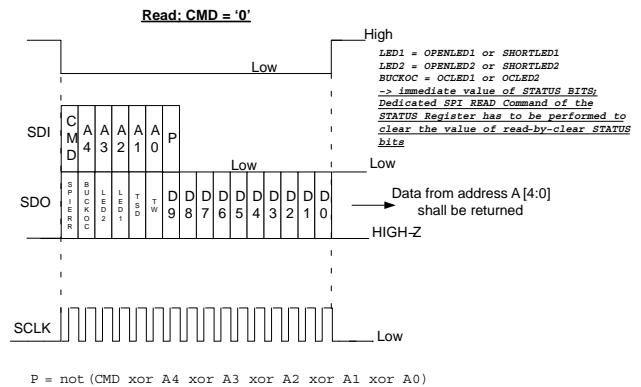 Read; CMD = '0'
High
Low
LED1 = OPENLED1 or SHORTLED1
LED2 = OPENLED2 or SHORTLED2
BUCKOC = OCLED1 or OCLED2
-> immediate value of STATUS BITS;
Dedicated SPI READ Command of the
STATUS Register has to be performed to
clear the value of read-by-clear STATUS
bits
SDI
CMD A4 A3 A2 A1 A0 P
Low
Low
SDO
SPIERR BUCKOC LED2 LED1 TSD TW D9 D8 D7 D6 D5 D4 D3 D2 D1 D0
Data from address A [4:0]
shall be returned
HIGH-Z
SCLK
Low
P = not (CMD xor A4 xor A3 xor A2 xor A1 xor A0)